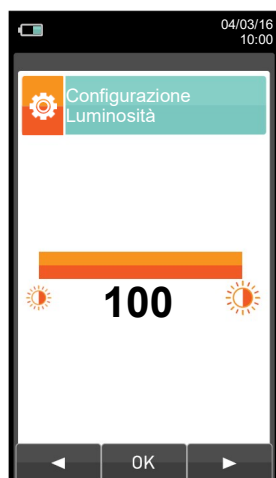 04/03/16
10:00
Configurazione
Luminosità
100
◄ OK ►